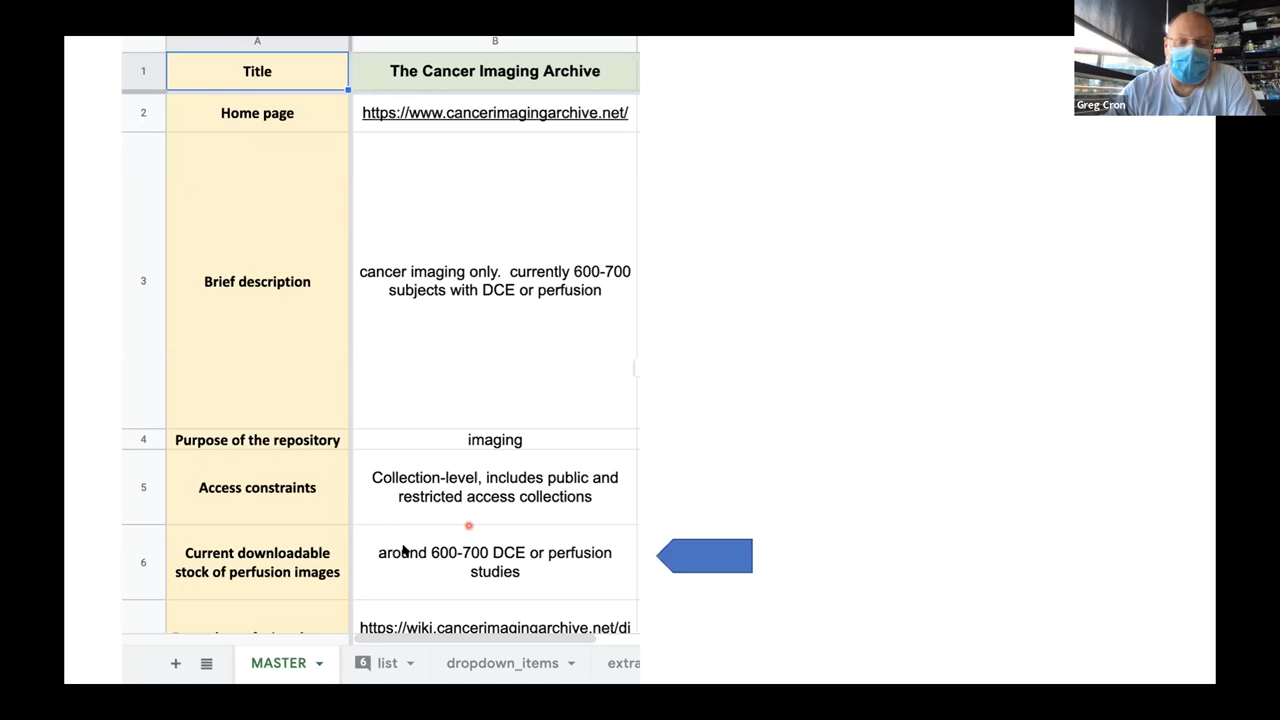 A
B
1
Title
The Cancer Imaging Archive
Greg Cron
2
Home page
https://www.cancerimagingarchive.net/
3
Brief description
cancer imaging only. currently 600-700
subjects with DCE or perfusion
4
Purpose of the repository
imaging
5
Access constraints
Collection-level, includes public and
restricted access collections
6
Current downloadable
stock of perfusion images
around 600-700 DCE or perfusion
studies
https://wiki.cancerimagingarchive.net/di
+
MASTER
6
list
dropdown_items
extra